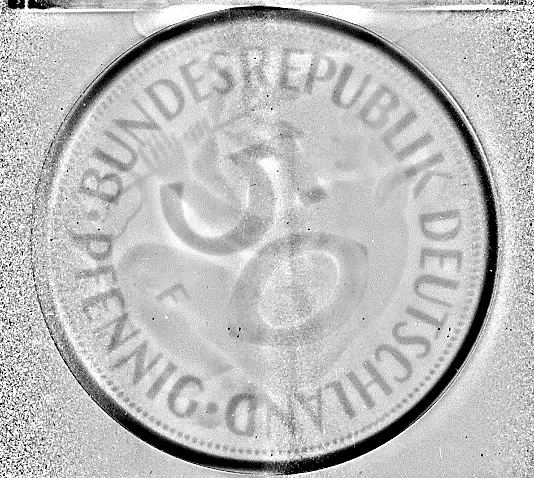 BUNDESREPUBLIK DEUTSCHLAND · PFENNIG ·
50
F